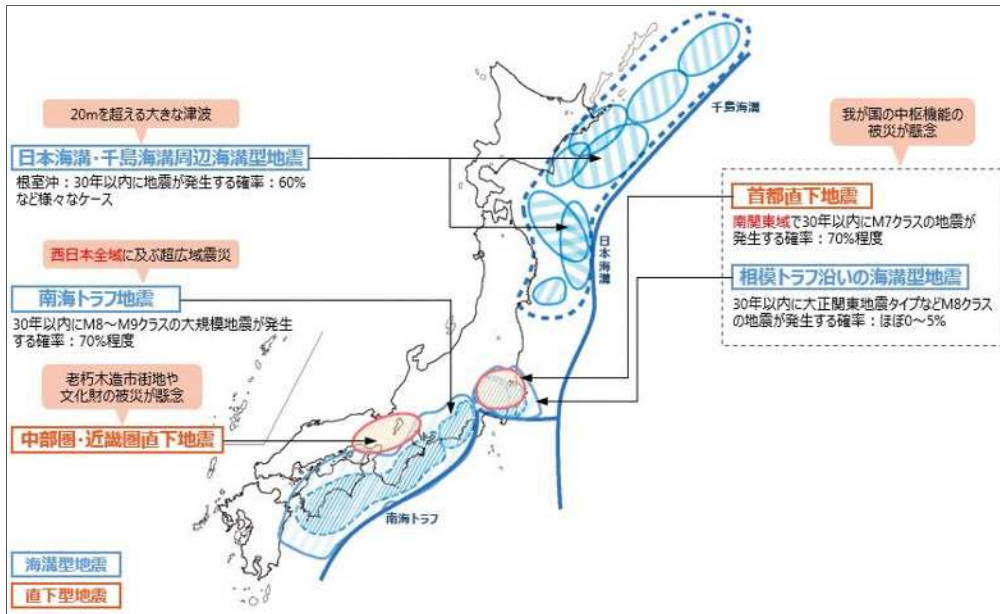 20mを超える大きな津波
日本海溝・千島海溝周辺海溝型地震
根室沖：30年以内に地震が発生する確率：60%
など様々なケース
西日本全域に及ぶ超広域震災
南海トラフ地震
30年以内にM8～M9クラスの大規模地震が発生
する確率：70%程度
老朽木造市街地や
文化財の被災が懸念
中部圏・近畿圏直下地震
海溝型地震
直下型地震
千島海溝
日本海溝
南海トラフ
我が国の中枢機能の
被災が懸念
首都直下地震
南関東域で30年以内にM7クラスの地震が
発生する確率：70%程度
相模トラフ沿いの海溝型地震
30年以内に大正関東地震タイプなどM8クラス
の地震が発生する確率：ほぼ0～5%